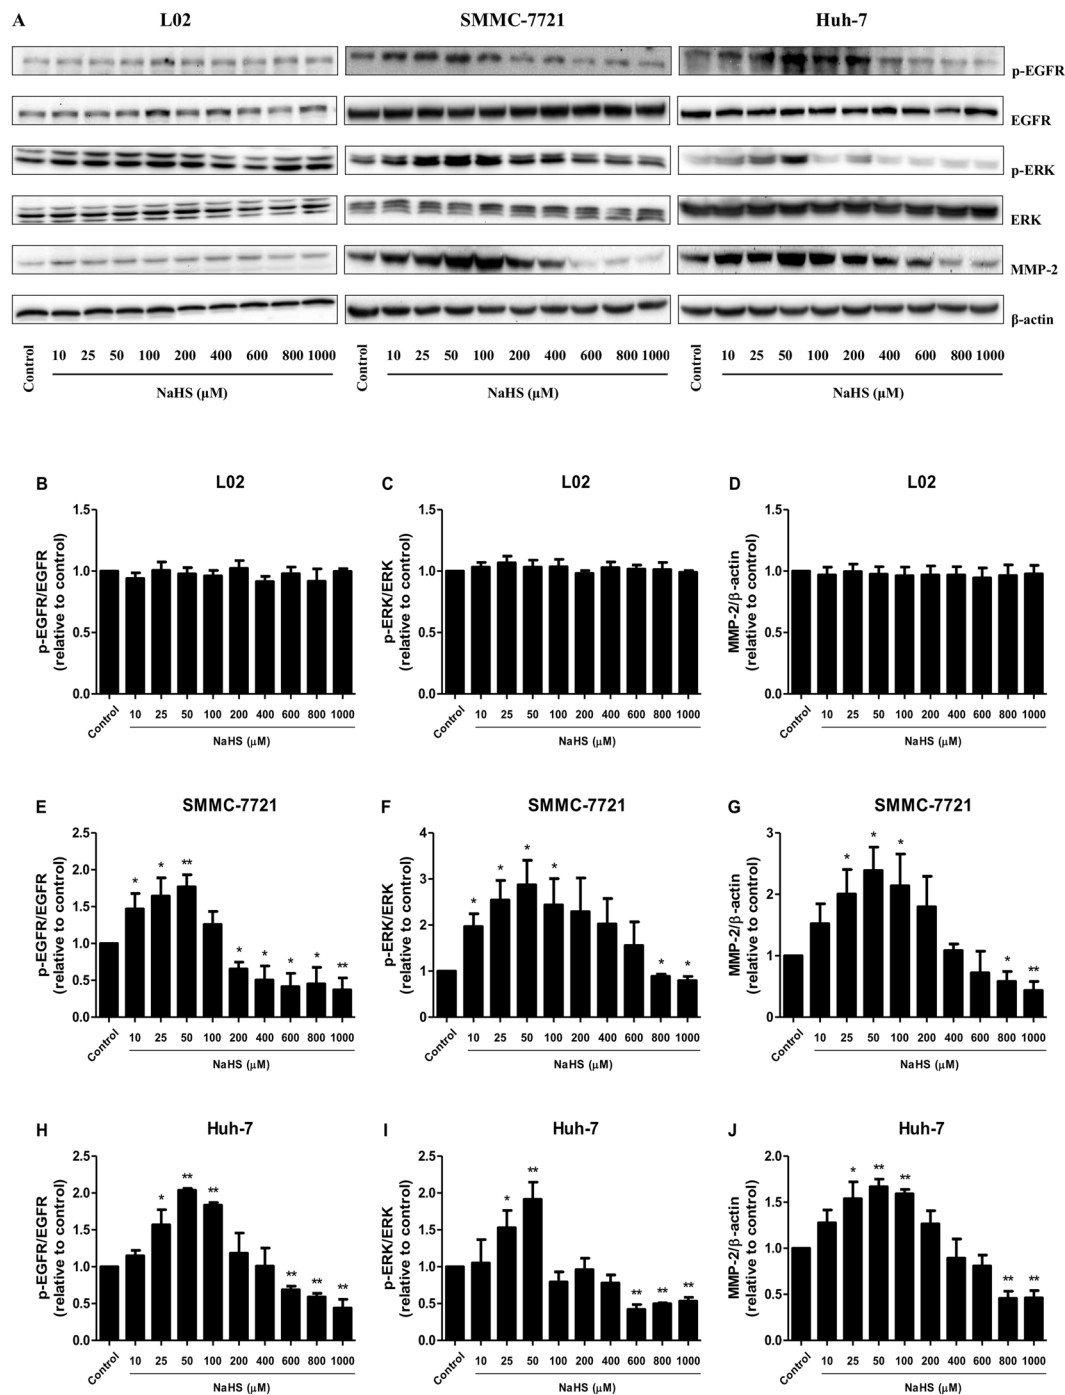 A
L02
SMMC-7721
Huh-7
p-EGFR
EGFR
p-ERK
ERK
MMP-2
β-actin
Control 10 25 50 100 200 400 600 800 1000
NaHS (μM)
Control 10 25 50 100 200 400 600 800 1000
NaHS (μM)
Control 10 25 50 100 200 400 600 800 1000
NaHS (μM)
B
L02
p-EGFR/EGFR
(relative to control)
1.5
1.0
0.5
0.0
Control 10 25 50 100 200 400 600 800 1000
NaHS (μM)
C
L02
p-ERK/ERK
(relative to control)
1.5
1.0
0.5
0.0
Control 10 25 50 100 200 400 600 800 1000
NaHS (μM)
D
L02
MMP-2/β-actin
(relative to control)
1.5
1.0
0.5
0.0
Control 10 25 50 100 200 400 600 800 1000
NaHS (μM)
E
SMMC-7721
p-EGFR/EGFR
(relative to control)
2.5
2.0
1.5
1.0
0.5
0.0
* * ** * * * * **
Control 10 25 50 100 200 400 600 800 1000
NaHS (μM)
F
SMMC-7721
p-ERK/ERK
(relative to control)
4
3
2
1
0
* * * * * *
Control 10 25 50 100 200 400 600 800 1000
NaHS (μM)
G
SMMC-7721
MMP-2/β-actin
(relative to control)
3
2
1
0
* * * * **
Control 10 25 50 100 200 400 600 800 1000
NaHS (μM)
H
Huh-7
p-EGFR/EGFR
(relative to control)
2.5
2.0
1.5
1.0
0.5
0.0
* ** ** ** ** **
Control 10 25 50 100 200 400 600 800 1000
NaHS (μM)
I
Huh-7
p-ERK/ERK
(relative to control)
2.5
2.0
1.5
1.0
0.5
0.0
* ** ** ** **
Control 10 25 50 100 200 400 600 800 1000
NaHS (μM)
J
Huh-7
MMP-2/β-actin
(relative to control)
2.0
1.5
1.0
0.5
0.0
* ** ** ** **
Control 10 25 50 100 200 400 600 800 1000
NaHS (μM)